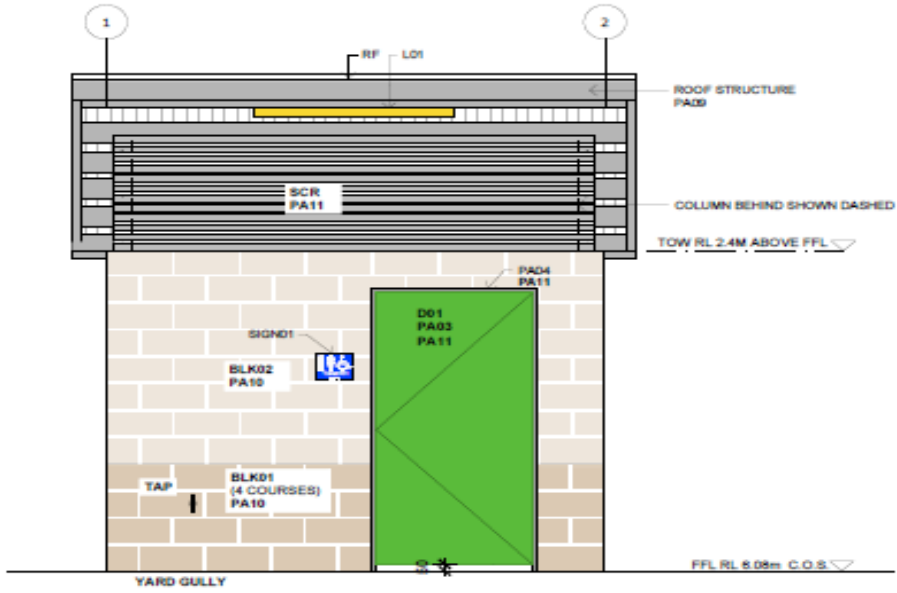 1
2
RF
L01
ROOF STRUCTURE
PA09
SCR
PA11
COLUMN BEHIND SHOWN DASHED
TOW RL 2.4M ABOVE FFL
PA04
PA11
D01
PA03
PA11
SIGN01
BLK02
PA10
TAP
BLK01
(4 COURSES)
PA10
FFL RL 6.08m C.O.S.
YARD GULLY